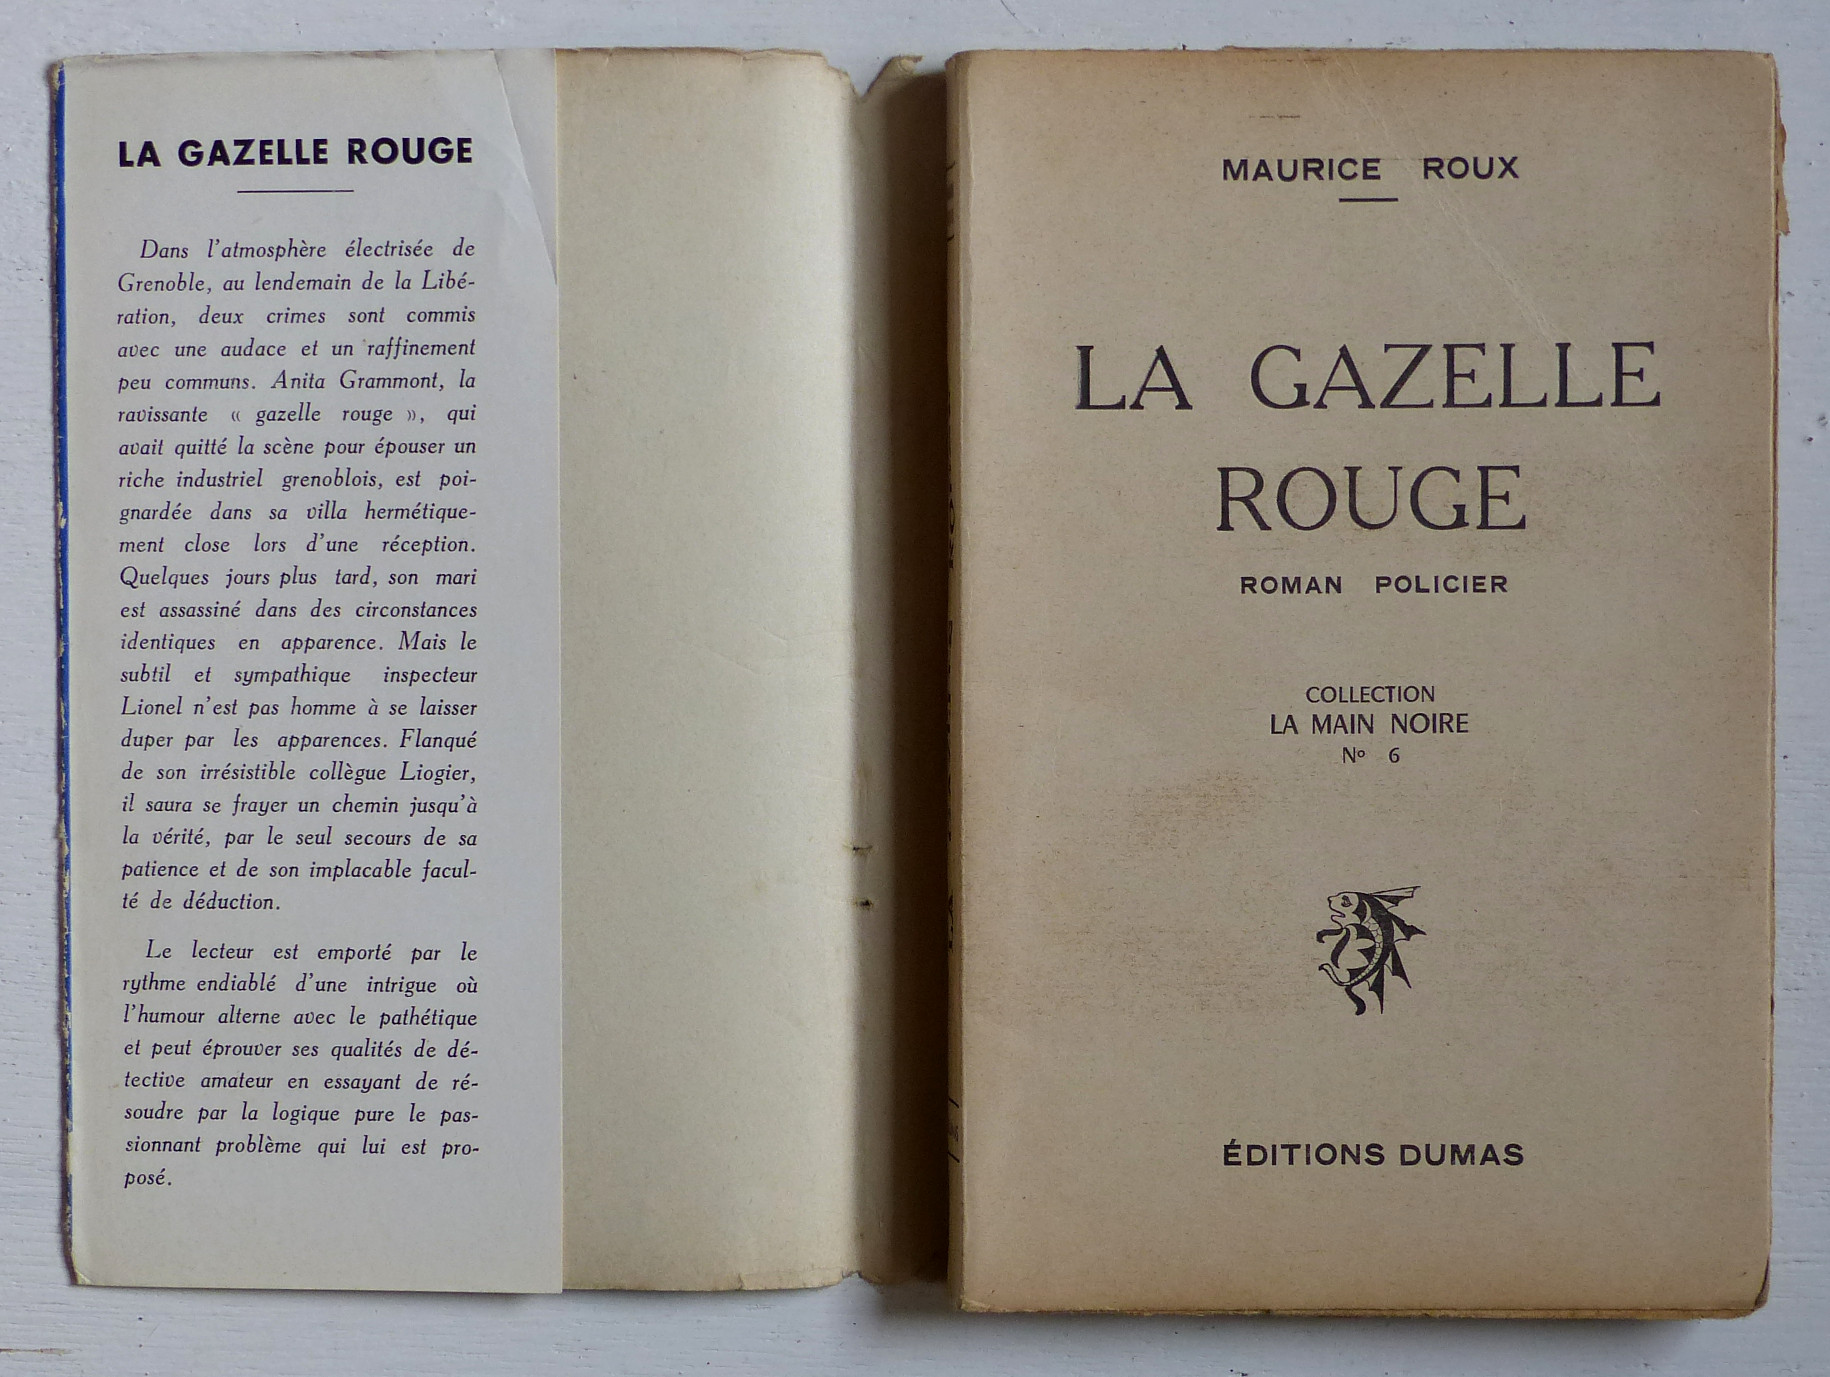 LA GAZELLE ROUGE
Dans l'atmosphère électrisée de
Grenoble, au lendemain de la Libé-
ration, deux crimes sont commis
avec une audace et un raffinement
peu communs. Anita Grammont, la
ravissante « gazelle rouge », qui
avait quitté la scène pour épouser un
riche industriel grenoblois, est poi-
gnardée dans sa villa hermétique-
ment close lors d'une réception.
Quelques jours plus tard, son mari
est assassiné dans des circonstances
identiques en apparence. Mais le
subtil et sympathique inspecteur
Lionel n'est pas homme à se laisser
duper par les apparences. Flanqué
de son irrésistible collègue Liogier,
il saura se frayer un chemin jusqu'à
la vérité, par le seul secours de sa
patience et de son implacable facul-
té de déduction.
Le lecteur est emporté par le
rythme endiablé d'une intrigue où
l'humour alterne avec le pathétique
et peut éprouver ses qualités de dé-
tective amateur en essayant de ré-
soudre par la logique pure le pas-
sionnant problème qui lui est pro-
posé.
MAURICE ROUX
LA GAZELLE
ROUGE
ROMAN POLICIER
COLLECTION
LA MAIN NOIRE
Nº 6
ÉDITIONS DUMAS